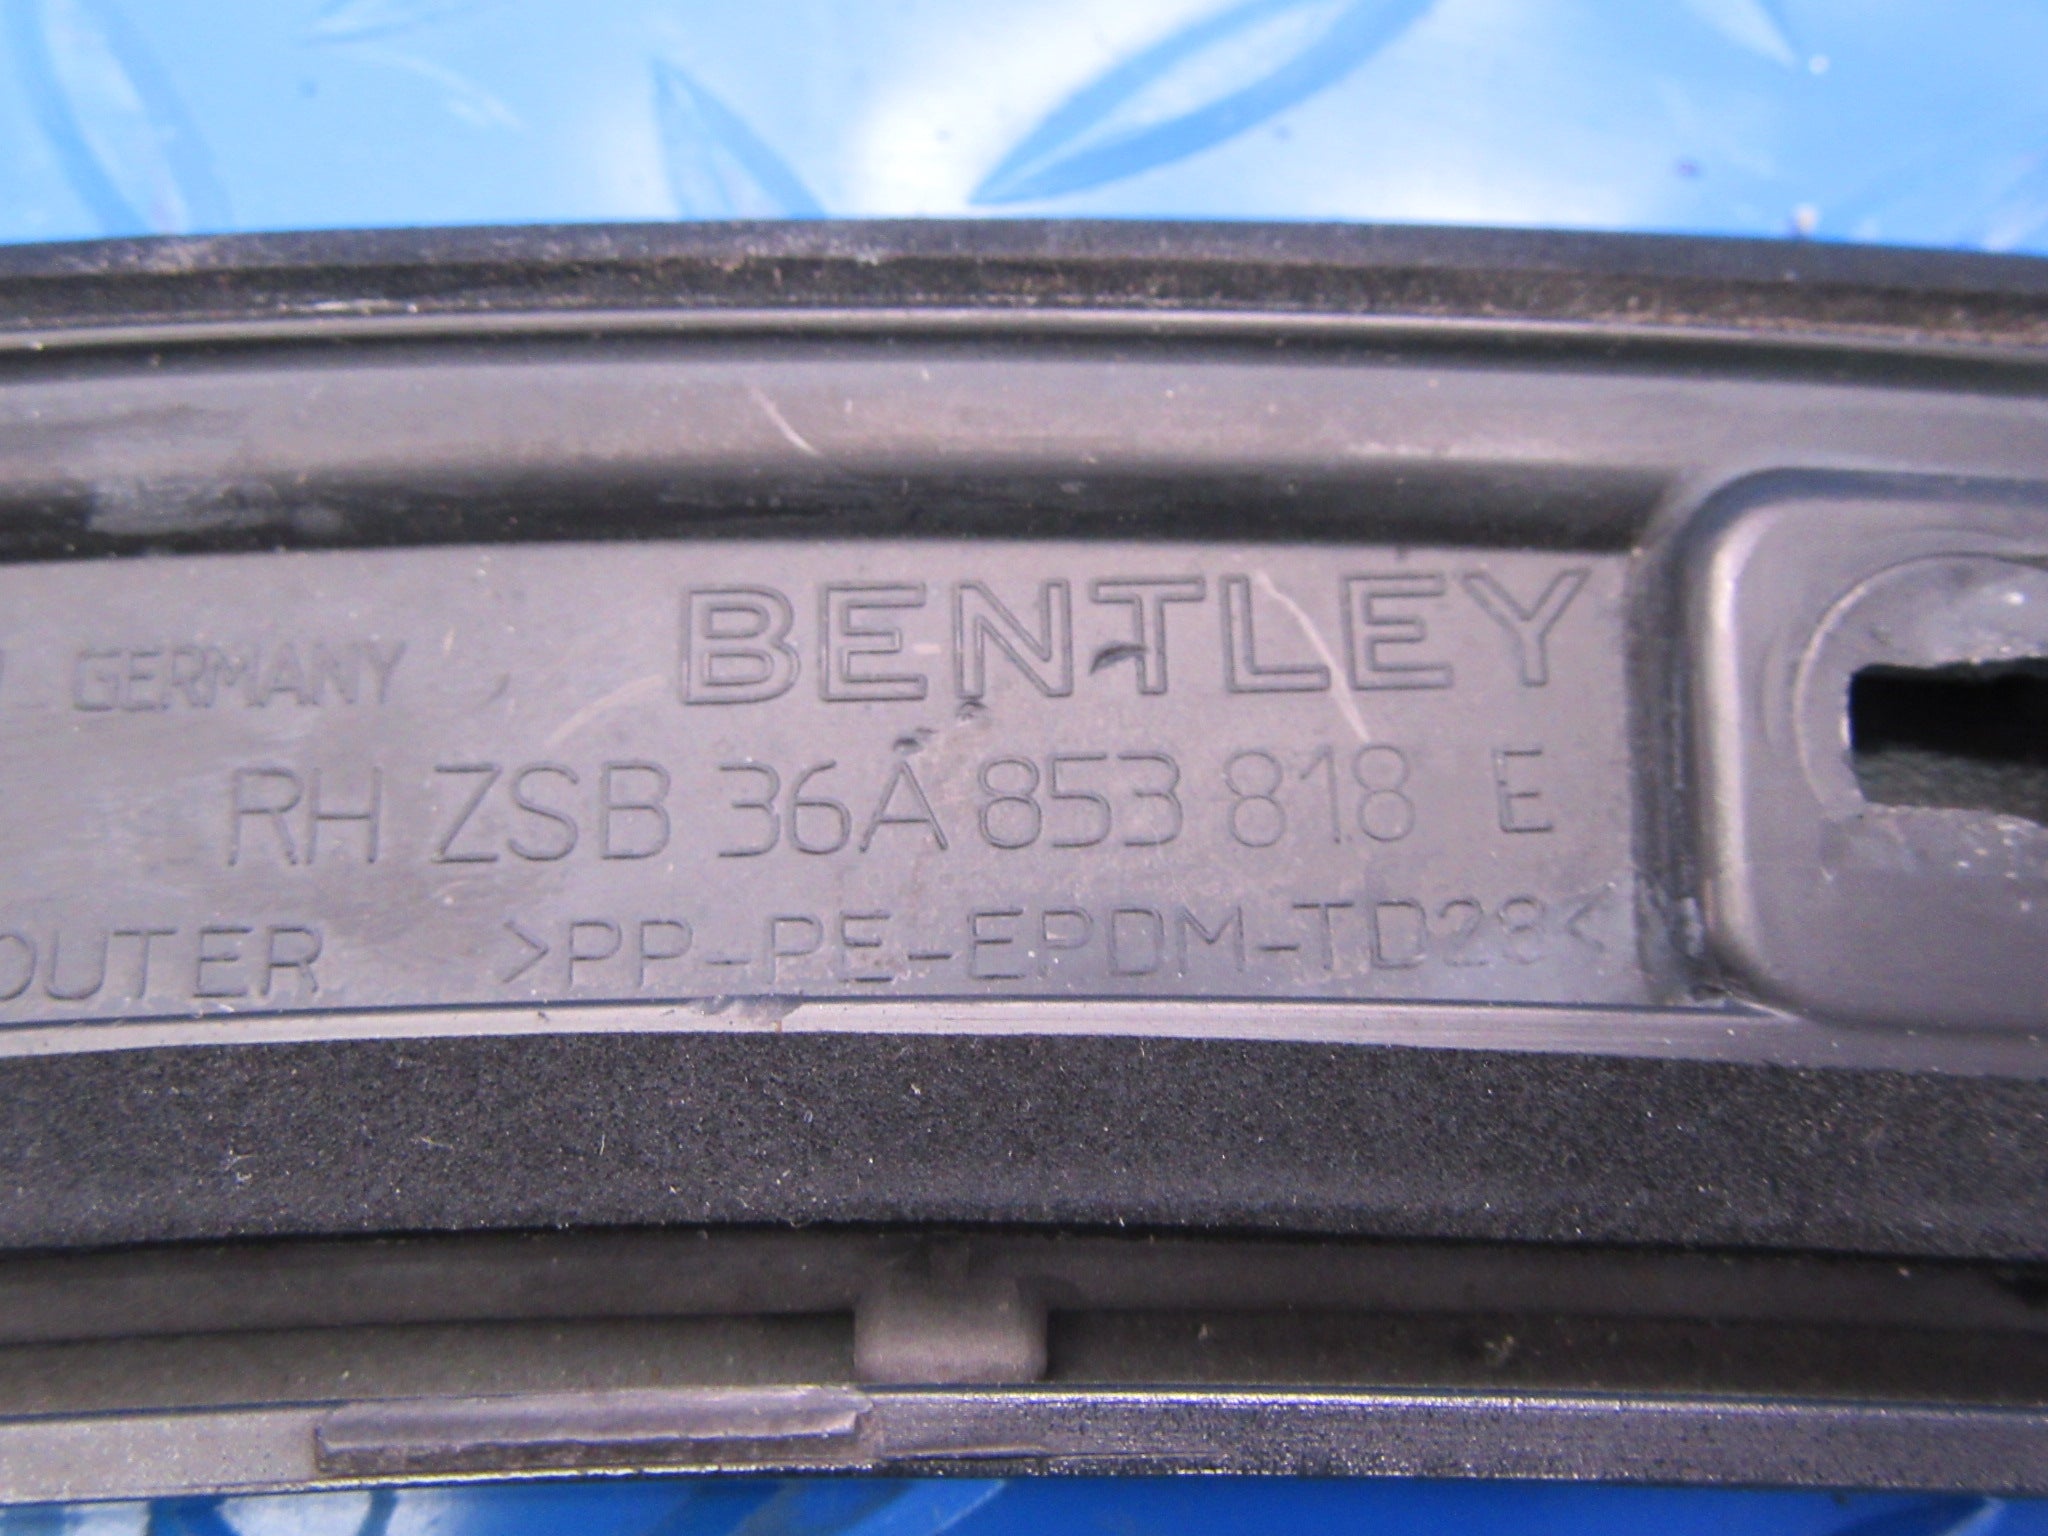 GERMANY
BENTLEY
RH ZSB 36A 853 818 E
OUTER >PP-PE-EPDM-TD28<